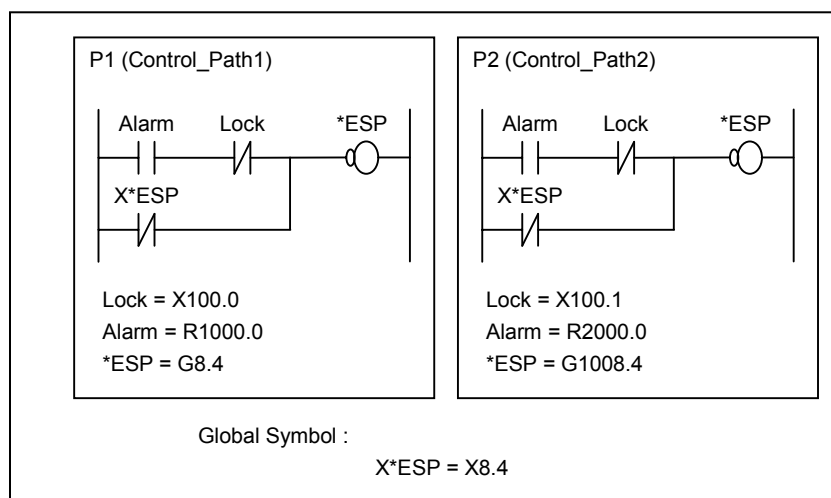 P1 (Control_Path1)
Alarm Lock *ESP
X*ESP
Lock = X100.0
Alarm = R1000.0
*ESP = G8.4
P2 (Control_Path2)
Alarm Lock *ESP
X*ESP
Lock = X100.1
Alarm = R2000.0
*ESP = G1008.4
Global Symbol :
X*ESP = X8.4